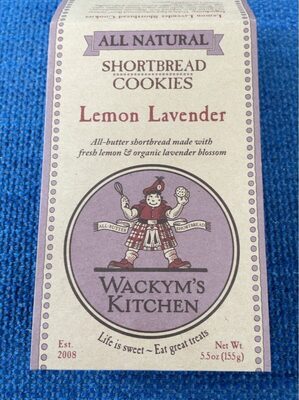 Lemon Lavender Shortbread Cookies
ALL NATURAL
SHORTBREAD
COOKIES
Lemon Lavender
All-butter shortbread made with
fresh lemon & organic lavender blossom
ALL-BUTTER SHORTBREAD
WACKYM'S
KITCHEN
Life is sweet ~ Eat great treats
Est.
2008
Net Wt.
5.5oz (155g)